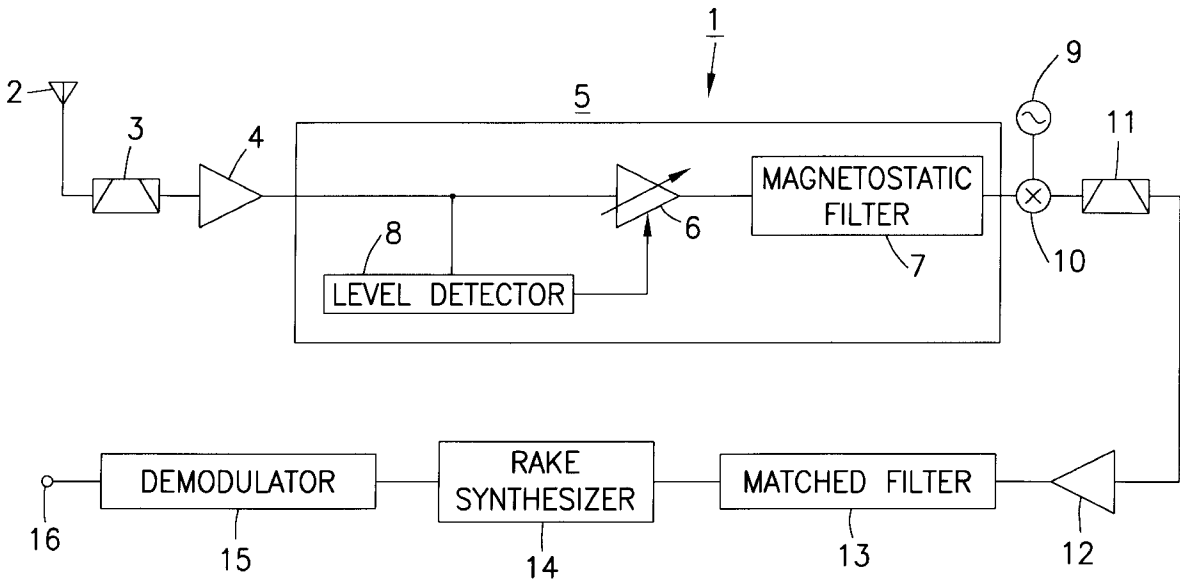 1
2
3
4
5
9
11
MAGNETOSTATIC
FILTER
6
7
10
8
LEVEL DETECTOR
DEMODULATOR
RAKE
SYNTHESIZER
MATCHED FILTER
16
15
14
13
12